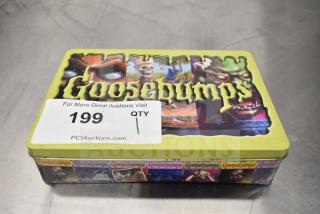 Goosebumps
For More Great Auctions Visit
199
QTY
1
PCIAuctions.com